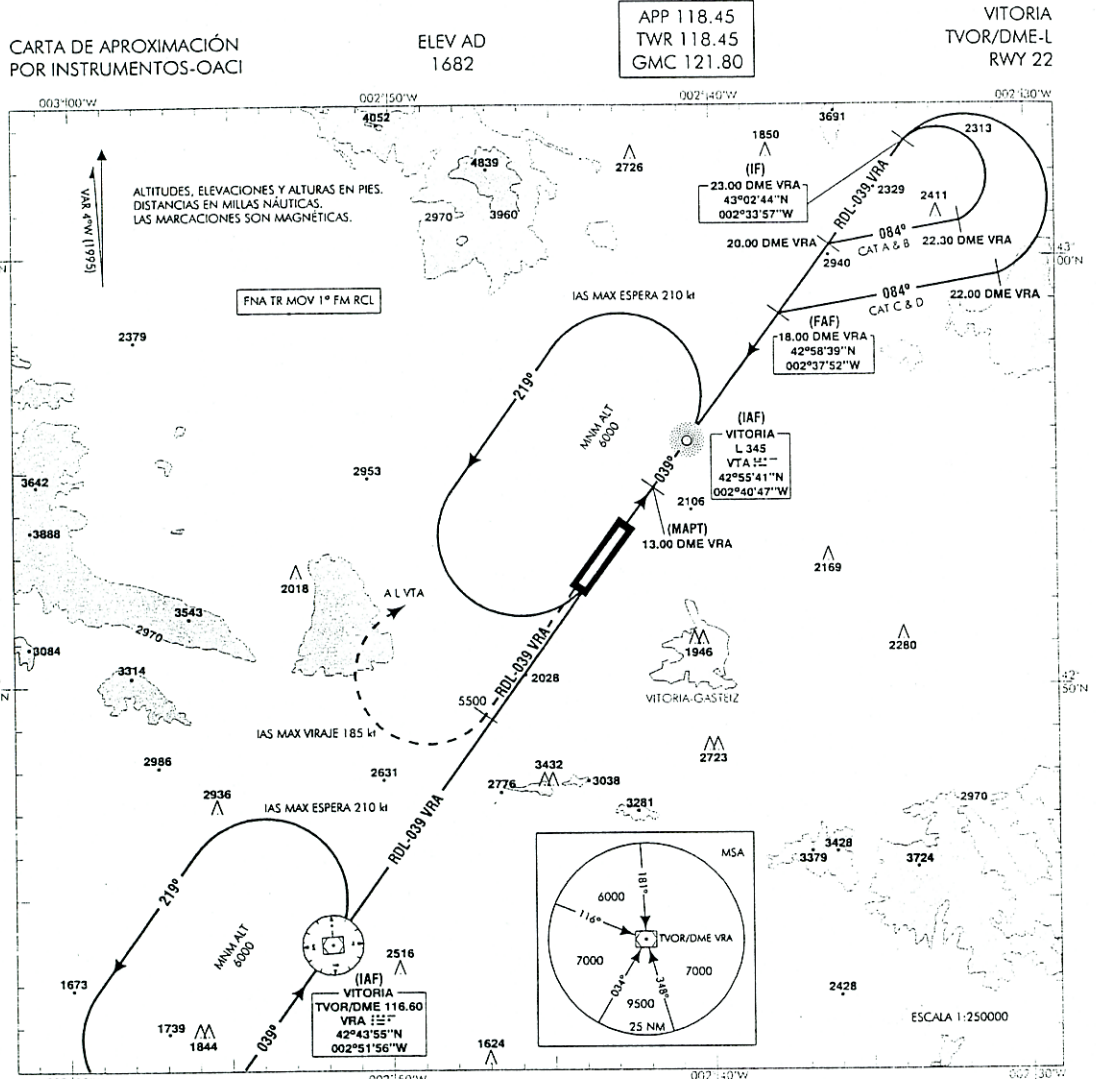 CARTA DE APROXIMACIÓN
POR INSTRUMENTOS-OACI
ELEV AD
1682
APP 118.45
TWR 118.45
GMC 121.80
VITORIA
TVOR/DME-L
RWY 22
003°00'W
002°50'W
002°40'W
002°30'W
4052
4839
2970
3960
2726
1850
3691
2313
(IF)
23.00 DME VRA
43°02'44"N
002°33'57"W
RDL-039 VRA
2329
2411
VAR 4°W (1995)
ALTITUDES, ELEVACIONES Y ALTURAS EN PIES.
DISTANCIAS EN MILLAS NÁUTICAS.
LAS MARCACIONES SON MAGNÉTICAS.
20.00 DME VRA
084°
CAT A & B
22.30 DME VRA
2940
43°
00'N
FNA TR MOV 1º FM RCL
IAS MAX ESPERA 210 kt
084°
CAT C & D
22.00 DME VRA
(FAF)
18.00 DME VRA
42°58'39"N
002°37'52"W
2379
219°
MNM ALT
6000
(IAF)
VITORIA
L 345
VTA
42°55'41"N
002°40'47"W
039°
2953
3642
3888
2106
(MAPT)
13.00 DME VRA
2169
2018
A L VTA
3543
2970
3084
3314
1946
2280
VITORIA-GASTEIZ
RDL-039 VRA
2028
42°
50'N
N
5500
IAS MAX VIRAJE 185 kt
2986
2631
2723
3432
2776
3038
2936
IAS MAX ESPERA 210 kt
3281
2970
RDL-039 VRA
3428
3379
3724
MSA
181°
6000
116°
TVOR/DME VRA
7000
7000
034°
348°
9500
25 NM
219°
MNM ALT
6000
2516
(IAF)
VITORIA
TVOR/DME 116.60
VRA
42°43'55"N
002°51'56"W
1673
1739
1844
039°
1624
2428
ESCALA 1:250000
002°50'W
002°40'W
002°30'W